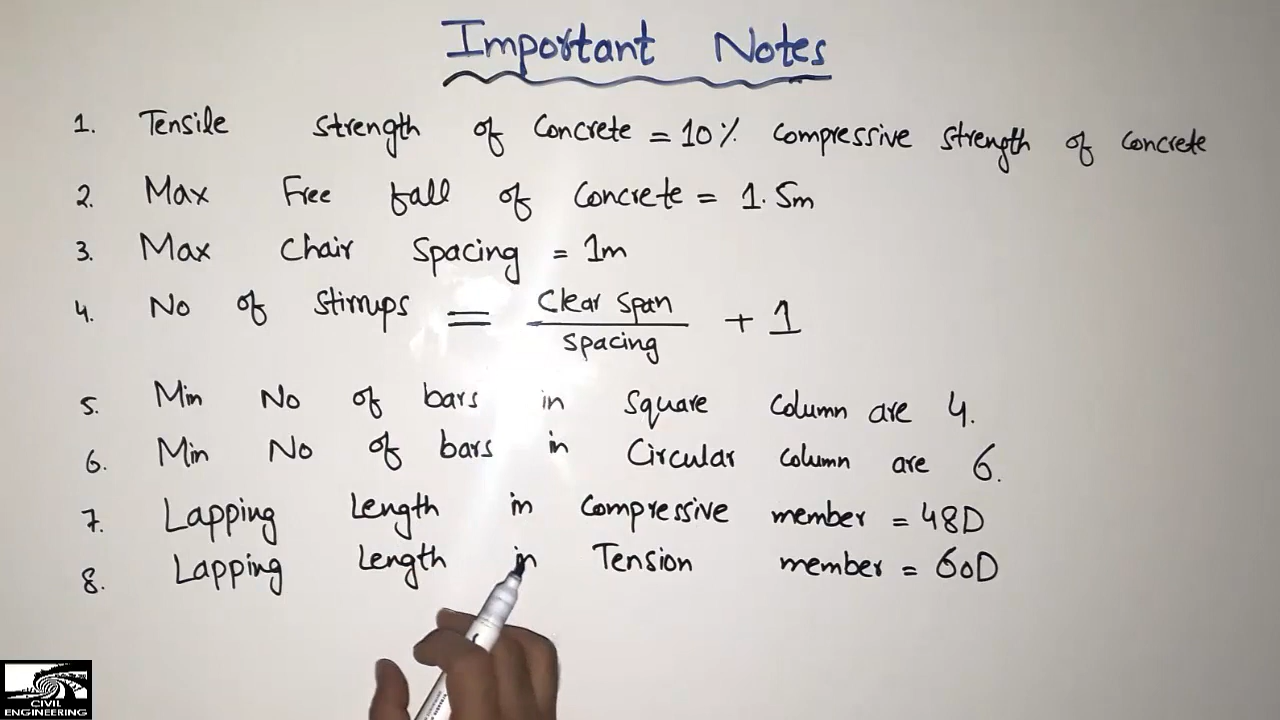 Important Notes
1. Tensile strength of Concrete = 10% compressive strength of concrete
2. Max Free fall of Concrete = 1.5m
3. Max Chair Spacing = 1m
4. No of stirrups = Clear span / spacing + 1
5. Min No of bars in square column are 4.
6. Min No of bars in Circular column are 6.
7. Lapping Length in compressive member = 48D
8. Lapping Length in Tension member = 60D
CIVIL
ENGINEERING